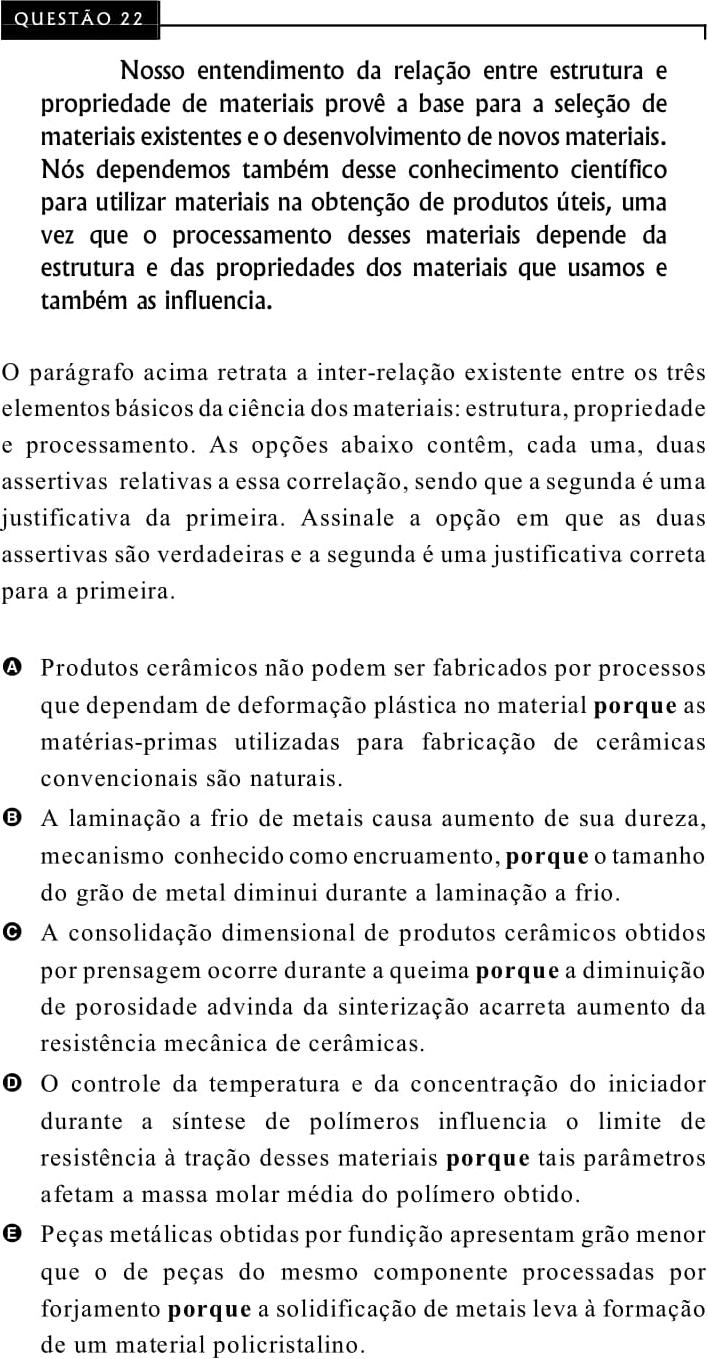 QUESTÃO 22
Nosso entendimento da relação entre estrutura e
propriedade de materiais provê a base para a seleção de
materiais existentes e o desenvolvimento de novos materiais.
Nós dependemos também desse conhecimento científico
para utilizar materiais na obtenção de produtos úteis, uma
vez que o processamento desses materiais depende da
estrutura e das propriedades dos materiais que usamos e
também as influencia.
O parágrafo acima retrata a inter-relação existente entre os três
elementos básicos da ciência dos materiais: estrutura, propriedade
e processamento. As opções abaixo contêm, cada uma, duas
assertivas relativas a essa correlação, sendo que a segunda é uma
justificativa da primeira. Assinale a opção em que as duas
assertivas são verdadeiras e a segunda é uma justificativa correta
para a primeira.
A Produtos cerâmicos não podem ser fabricados por processos
que dependam de deformação plástica no material porque as
matérias-primas utilizadas para fabricação de cerâmicas
convencionais são naturais.
B A laminação a frio de metais causa aumento de sua dureza,
mecanismo conhecido como encruamento, porque o tamanho
do grão de metal diminui durante a laminação a frio.
C A consolidação dimensional de produtos cerâmicos obtidos
por prensagem ocorre durante a queima porque a diminuição
de porosidade advinda da sinterização acarreta aumento da
resistência mecânica de cerâmicas.
D O controle da temperatura e da concentração do iniciador
durante a síntese de polímeros influencia o limite de
resistência à tração desses materiais porque tais parâmetros
afetam a massa molar média do polímero obtido.
E Peças metálicas obtidas por fundição apresentam grão menor
que o de peças do mesmo componente processadas por
forjamento porque a solidificação de metais leva à formação
de um material policristalino.